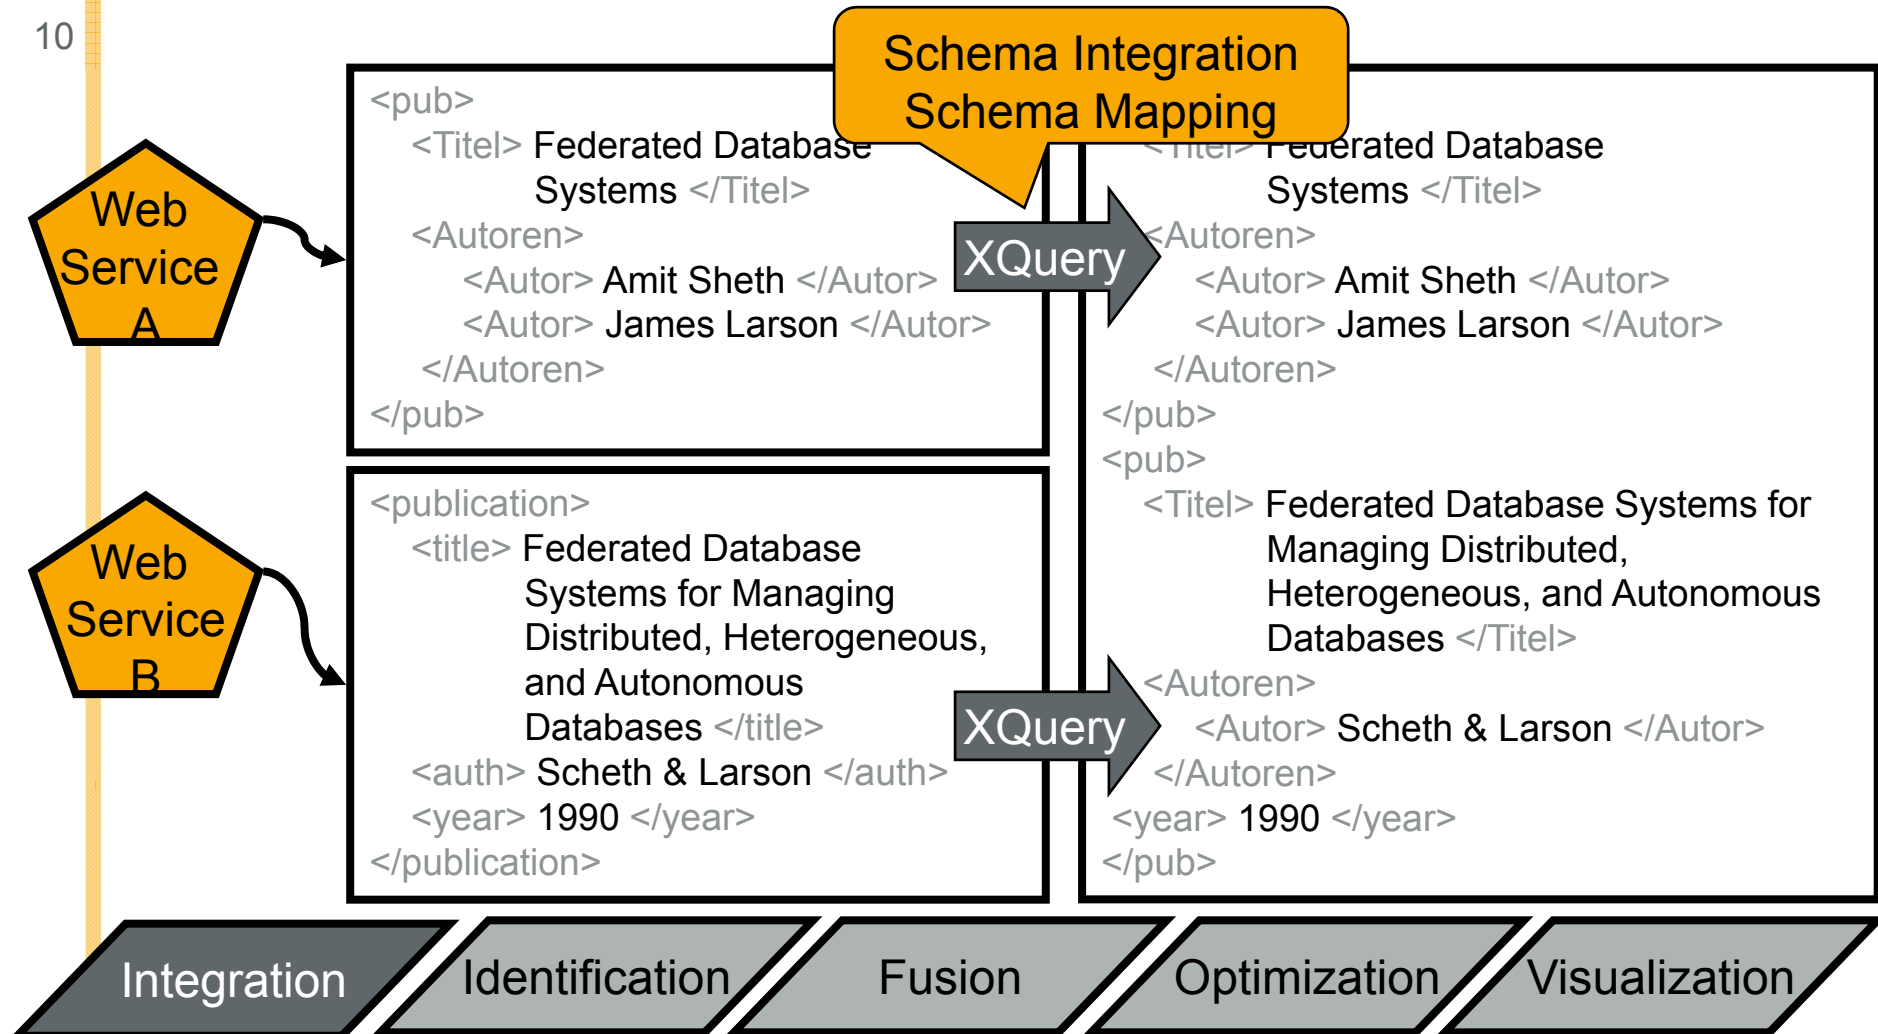 10
Schema Integration
Schema Mapping
Web
Service
A
<pub>
<Titel> Federated Database
Systems </Titel>
<Autoren>
<Autor> Amit Sheth </Autor>
<Autor> James Larson </Autor>
</Autoren>
</pub>
XQuery
Web
Service
B
<publication>
<title> Federated Database
Systems for Managing
Distributed, Heterogeneous,
and Autonomous
Databases </title>
<auth> Scheth & Larson </auth>
<year> 1990 </year>
</publication>
XQuery
<Titel> Federated Database
Systems </Titel>
<Autoren>
<Autor> Amit Sheth </Autor>
<Autor> James Larson </Autor>
</Autoren>
</pub>
<pub>
<Titel> Federated Database Systems for
Managing Distributed,
Heterogeneous, and Autonomous
Databases </Titel>
<Autoren>
<Autor> Scheth & Larson </Autor>
</Autoren>
<year> 1990 </year>
</pub>
Integration
Identification
Fusion
Optimization
Visualization